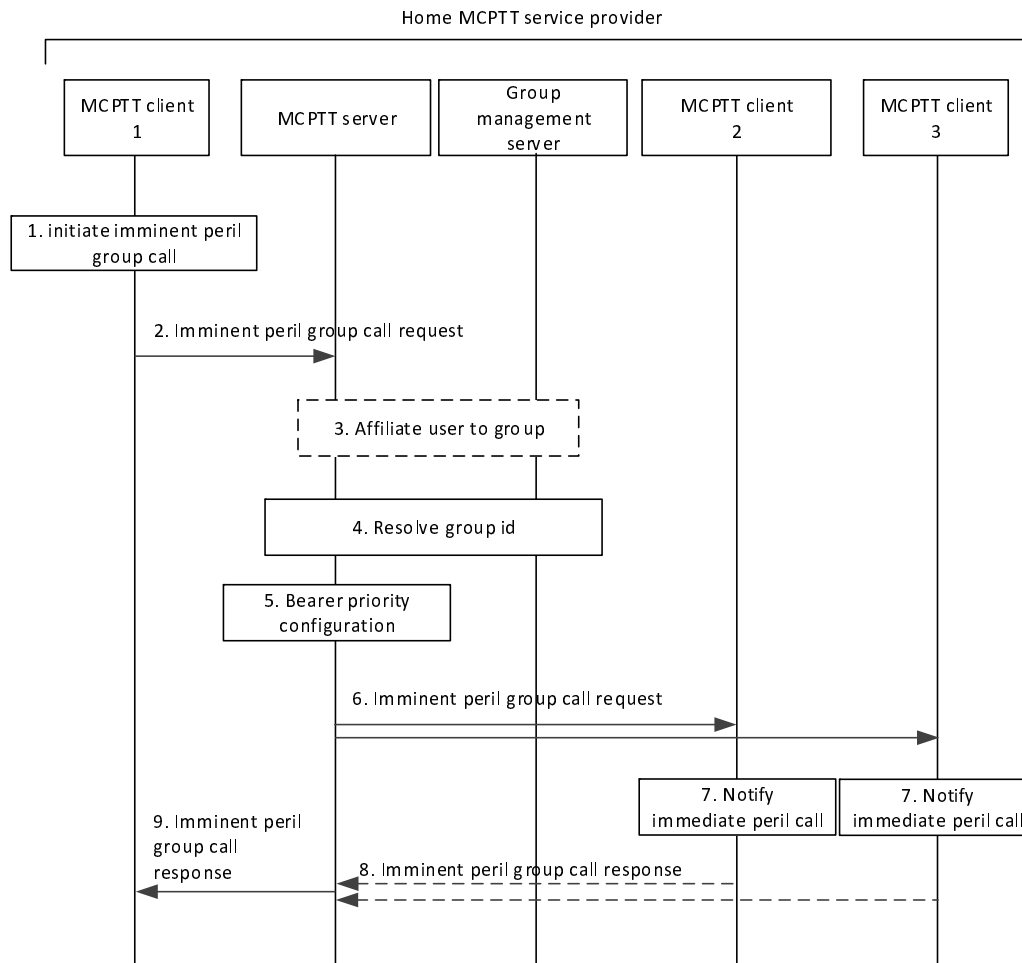 Home MCPTT service provider
MCPTT client
1
MCPTT server
Group
management
server
MCPTT client
2
MCPTT client
3
1. initiate imminent peril
group call
2. Imminent peril group call request
3. Affiliate user to group
4. Resolve group id
5. Bearer priority
configuration
6. Imminent peril group call request
7. Notify
immediate peril call
7. Notify
immediate peril call
9. Imminent peril
group call
response
8. Imminent peril group call response